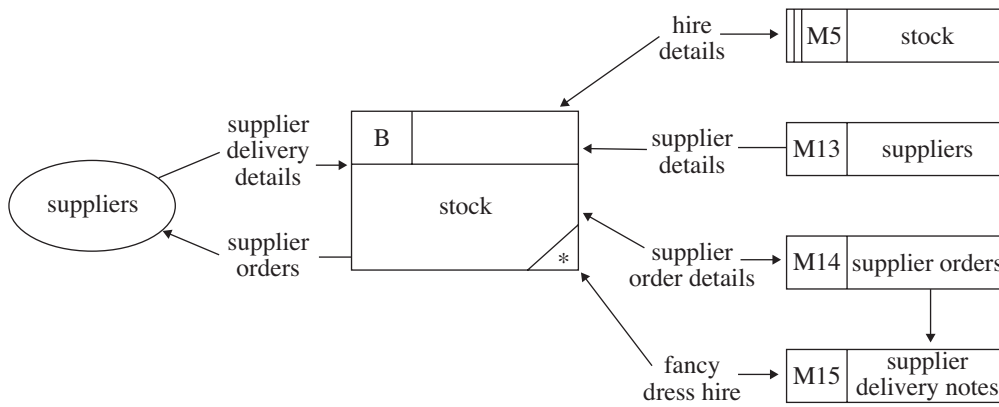 hire
details
M5 stock
supplier
delivery
details
B
supplier
details
M13 suppliers
suppliers
stock
supplier
orders
*
supplier
order details
M14 supplier orders
fancy
dress hire
M15 supplier
delivery notes